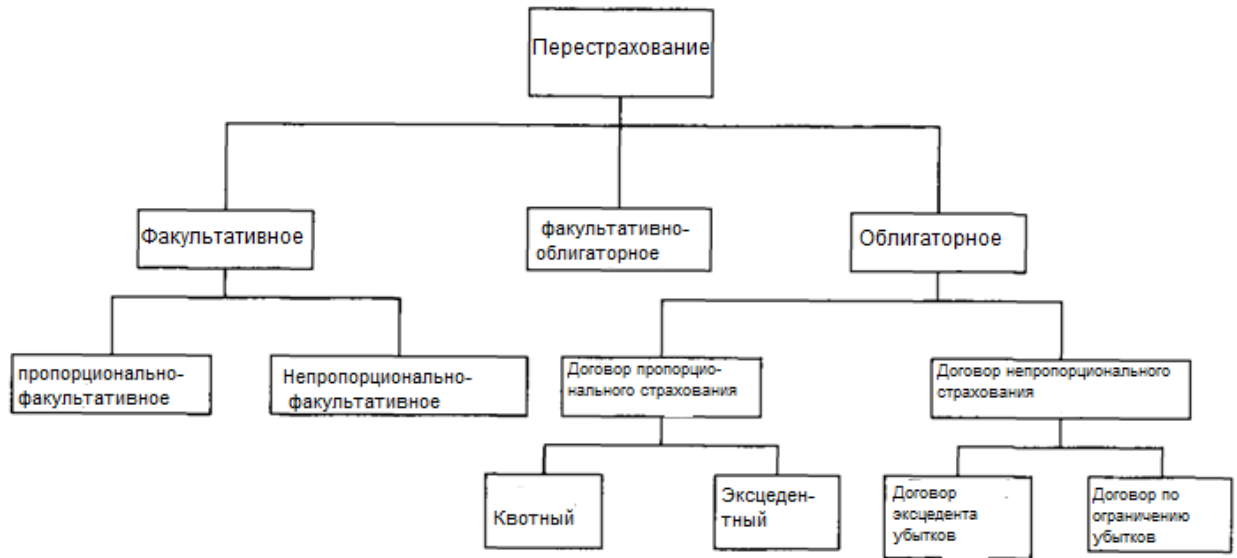 Перестрахование
Факультативное
факультативно-
облигаторное
Облигаторное
пропорционально-
факультативное
Непропорционально-
факультативное
Договор пропорцио-
нального страхования
Договор непропорционального
страхования
Квотный
Эксцеден-
тный
Договор
эксцедента
убытков
Договор по
ограничению
убытков